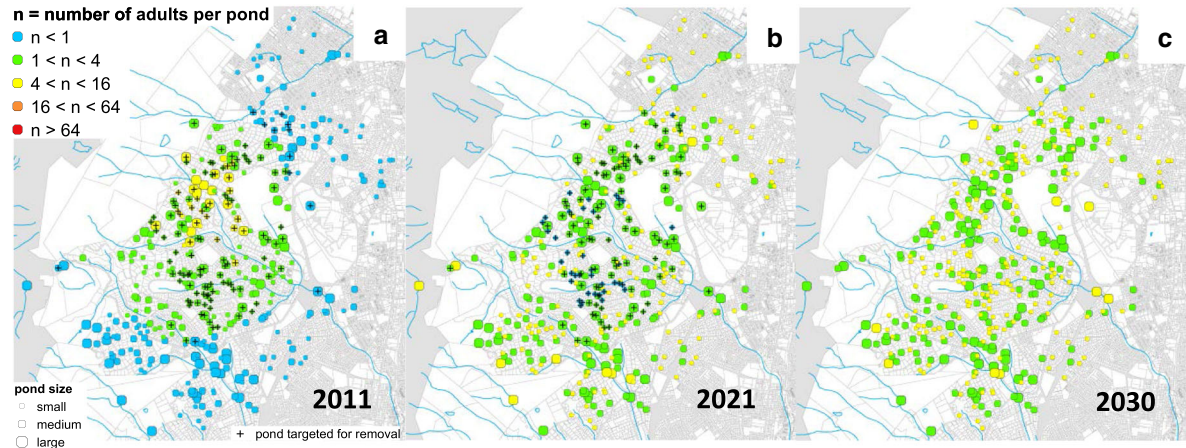 n = number of adults per pond
n < 1
1 < n < 4
4 < n < 16
16 < n < 64
n > 64
a
b
c
2011
2021
2030
pond size
small
medium
large
+ pond targeted for removal